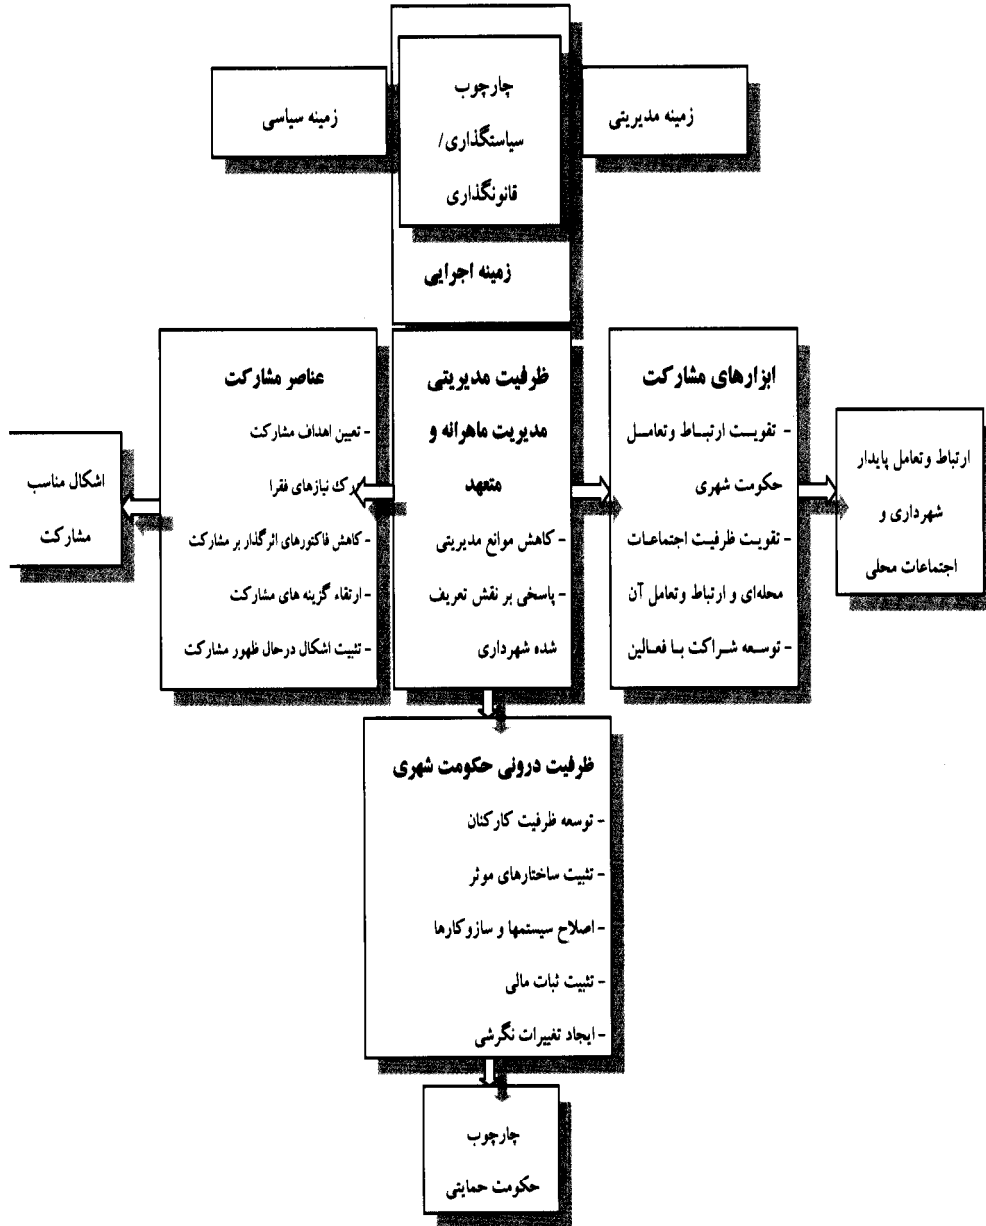 چارچوب
سیاستگذاری/
قانونگذاری
زمینه مدیریتی
زمینه سیاسی
زمینه اجرایی
ابزارهای مشارکت
- تقویت ارتباط وتعامل
حکومت شهری
- تقویت ظرفیت اجتماعات
محله‌ای و ارتباط وتعامل آن
- توسعه شراکت با فعالین
ارتباط وتعامل پایدار
شهرداری و
اجتماعات محلی
ظرفیت مدیریتی
مدیریت ماهرانه و
متعهد
- کاهش موانع مدیریتی
- پاسخی بر نقش تعریف
شده شهرداری
عناصر مشارکت
- تعیین اهداف مشارکت
رک نیازهای فقرا
- کاهش فاکتورهای اثرگذار بر مشارکت
- ارتقاء گزینه های مشارکت
- تثبیت اشکال درحال ظهور مشارکت
اشکال مناسب
مشارکت
ظرفیت درونی حکومت شهری
- توسعه ظرفیت کارکنان
- تثبیت ساختارهای موثر
- اصلاح سیستمها و سازوکارها
- تثبیت ثبات مالی
- ایجاد تغییرات نگرشی
چارچوب
حکومت حمایتی